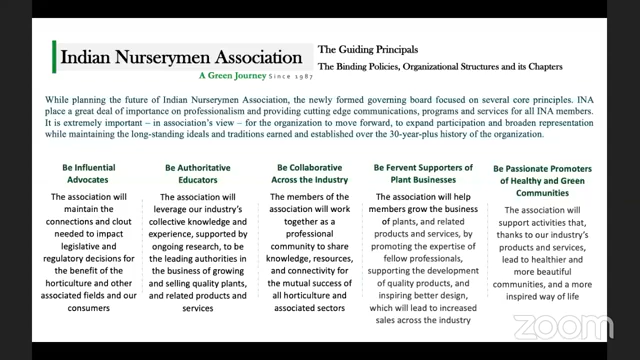 Indian Nurserymen Association
A Green Journey Since 1987
The Guiding Principals
The Binding Policies, Organizational Structures and its Chapters
While planning the future of Indian Nurserymen Association, the newly formed governing board focused on several core principles. INA
place a great deal of importance on professionalism and providing cutting edge communications, programs and services for all INA members.
It is extremely important – in association's view – for the organization to move forward, to expand participation and broaden representation
while maintaining the long-standing ideals and traditions earned and established over the 30-year-plus history of the organization.
Be Influential
Advocates
The association will
maintain the
connections and clout
needed to impact
legislative and
regulatory decisions for
the benefit of the
horticulture and other
associated fields and our
consumers
Be Authoritative
Educators
The association will
leverage our industry's
collective knowledge and
experience, supported by
ongoing research, to be
the leading authorities in
the business of growing
and selling quality plants,
and related products and
services
Be Collaborative
Across the Industry
The members of the
association will work
together as a
professional
community to share
knowledge, resources,
and connectivity for
the mutual success of
all horticulture and
associated sectors
Be Fervent Supporters of
Plant Businesses
The association will help
members grow the business
of plants, and related
products and services, by
promoting the expertise of
fellow professionals,
supporting the development
of quality products, and
inspiring better design,
which will lead to increased
sales across the industry
Be Passionate Promoters
of Healthy and Green
Communities
The association will
support activities that,
thanks to our industry's
products and services,
lead to healthier and
more beautiful
communities, and a more
inspired way of life
zoom